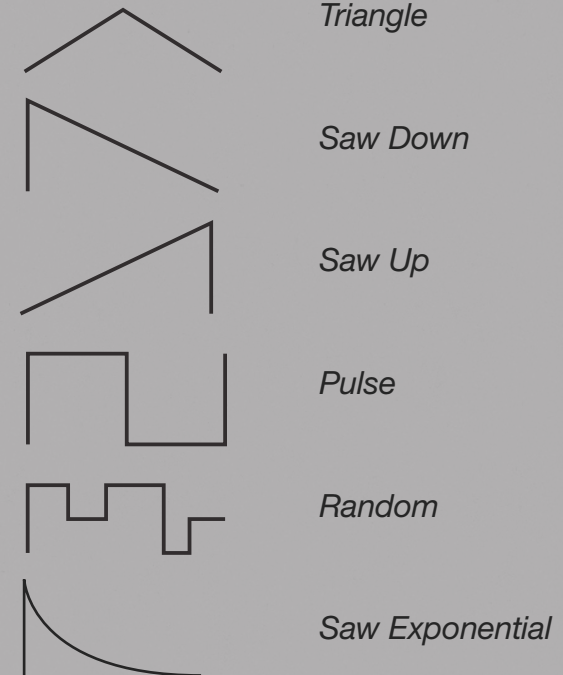 Triangle
Saw Down
Saw Up
Pulse
Random
Saw Exponential